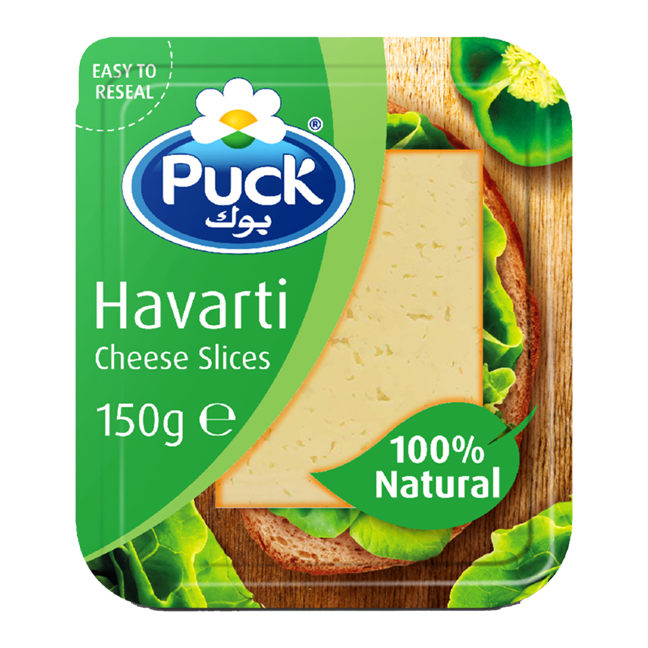 EASY TO
RESEAL
®
Puck
بوك
Havarti
Cheese Slices
150g ℮
100%
Natural